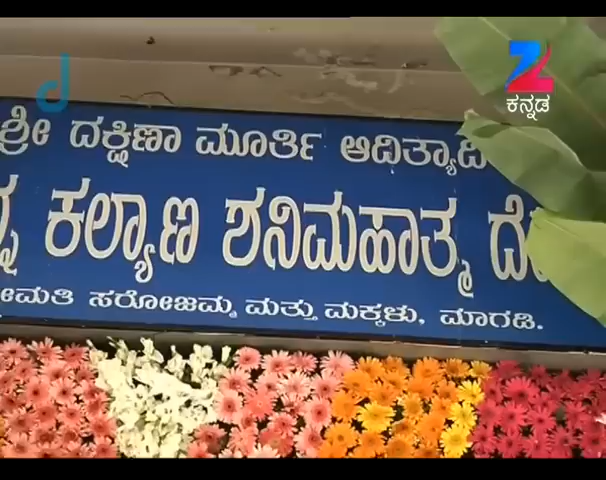 ಶ್ರೀ ದಕ್ಷಿಣಾ ಮೂರ್ತಿ ಆದಿತ್ಯಾದಿ
ಕಲ್ಯಾಣ ಶನಿಮಹಾತ್ಮ ದೇ
ಸರೋಜಮ್ಮ ಮತ್ತು ಮಕ್ಕಳು, ಮಾಗಡಿ.
Z
ಕನ್ನಡ
d